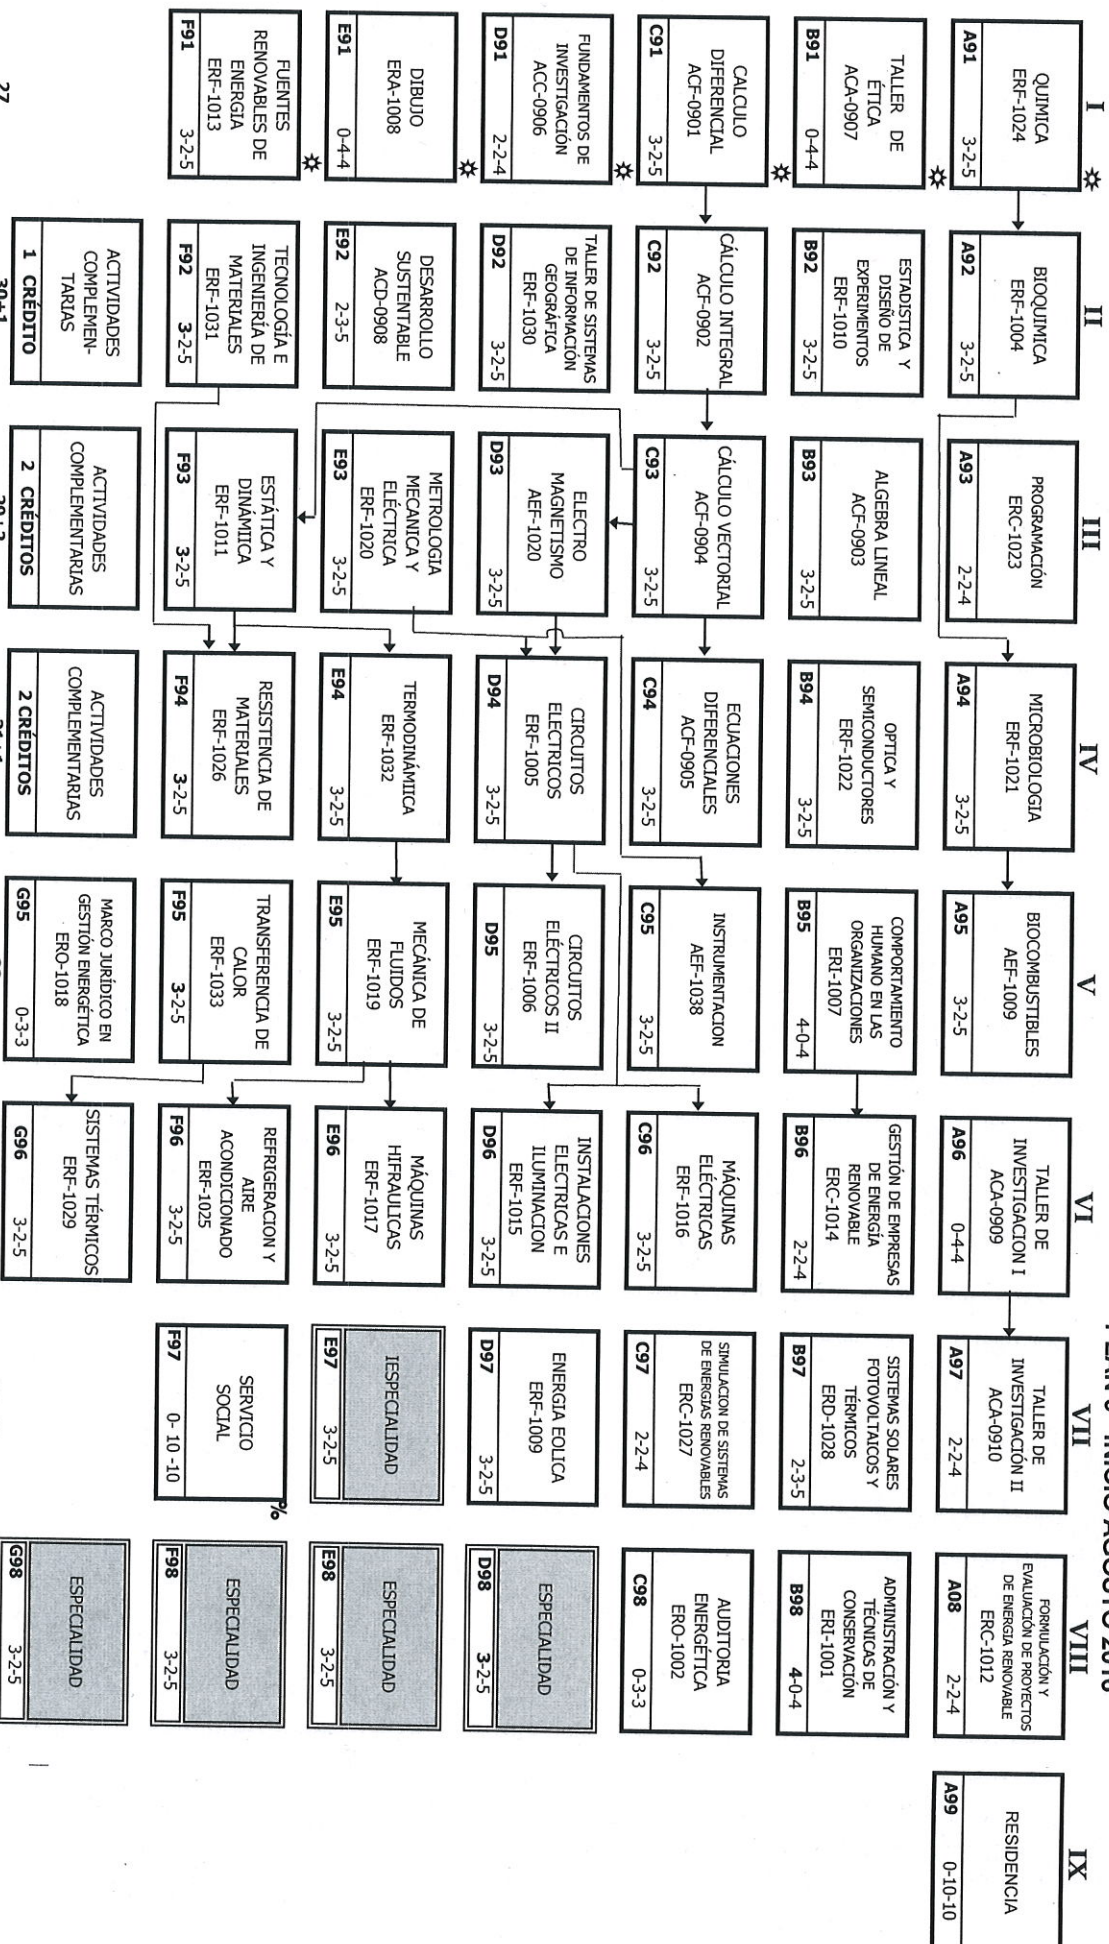 PLAN 9 INICIO AGOSTO 2010
I
QUIMICA
ERF-1024
A91 3-2-5
TALLER DE
ÉTICA
ACA-0907
B91 0-4-4
CALCULO
DIFERENCIAL
ACF-0901
C91 3-2-5
FUNDAMENTOS DE
INVESTIGACIÓN
ACC-0906
D91 2-2-4
DIBUJO
ERA-1008
E91 0-4-4
FUENTES
RENOVABLES DE
ENERGIA
ERF-1013
F91 3-2-5
27
II
BIOQUIMICA
ERF-1004
A92 3-2-5
ESTADISTICA Y
DISEÑO DE
EXPERIMENTOS
ERF-1010
B92 3-2-5
CÁLCULO INTEGRAL
ACF-0902
C92 3-2-5
TALLER DE SISTEMAS
DE INFORMACIÓN
GEOGRAFÍCA
ERF-1030
D92 3-2-5
DESARROLLO
SUSTENTABLE
ACD-0908
E92 2-3-5
TECNOLOGÍA E
INGENIERÍA DE
MATERIALES
ERF-1031
F92 3-2-5
ACTIVIDADES
COMPLEMEN-
TARIAS
1 CRÉDITO
30+1
III
PROGRAMACIÓN
ERC-1023
A93 2-2-4
ALGEBRA LINEAL
ACF-0903
B93 3-2-5
CÁLCULO VECTORIAL
ACF-0904
C93 3-2-5
ELECTRO
MAGNETISMO
AEF-1020
D93 3-2-5
METROLOGIA
MECANICA Y
ELÉCTRICA
ERF-1020
E93 3-2-5
ESTÁTICA Y
DINÁMICA
ERF-1011
F93 3-2-5
ACTIVIDADES
COMPLEMENTARIAS
2 CRÉDITOS
IV
MICROBIOLOGIA
ERF-1021
A94 3-2-5
OPTICA Y
SEMICONDUCTORES
ERF-1022
B94 3-2-5
ECUACIONES
DIFERENCIALES
ACF-0905
C94 3-2-5
CIRCUITOS
ELECTRICOS
ERF-1005
D94 3-2-5
TERMODINÁMICA
ERF-1032
E94 3-2-5
RESISTENCIA DE
MATERIALES
ERF-1026
F94 3-2-5
ACTIVIDADES
COMPLEMENTARIAS
2 CRÉDITOS
V
BIOCOMBUSTIBLES
AEF-1009
A95 3-2-5
COMPORTAMIENTO
HUMANO EN LAS
ORGANIZACIONES
ERI-1007
B95 4-0-4
INSTRUMENTACION
AEF-1038
C95 3-2-5
CIRCUITOS
ELÉCTRICOS II
ERF-1006
D95 3-2-5
MECÁNICA DE
FLUIDOS
ERF-1019
E95 3-2-5
TRANSFERENCIA DE
CALOR
ERF-1033
F95 3-2-5
MARCO JURÍDICO EN
GESTIÓN ENERGÉTICA
ERO-1018
G95 0-3-3
VI
TALLER DE
INVESTIGACION I
ACA-0909
A96 0-4-4
GESTIÓN DE EMPRESAS
DE ENERGÍA
RENOVABLE
ERC-1014
B96 2-2-4
MÁQUINAS
ELÉCTRICAS
ERF-1016
C96 3-2-5
INSTALACIONES
ELECTRICAS E
ILUMINACION
ERF-1015
D96 3-2-5
MÁQUINAS
HIFRAULICAS
ERF-1017
E96 3-2-5
REFRIGERACION Y
AIRE
ACONDICIONADO
ERF-1025
F96 3-2-5
SISTEMAS TÉRMICOS
ERF-1029
G96 3-2-5
VII
TALLER DE
INVESTIGACIÓN II
ACA-0910
A97 2-2-4
SISTEMAS SOLARES
FOTOVOLTAICOS Y
TÉRMICOS
ERD-1028
B97 2-3-5
SIMULACION DE SISTEMAS
DE ENERGIAS RENOVABLES
ERC-1027
C97 2-2-4
ENERGIA EOLICA
ERF-1009
D97 3-2-5
IESPECIALIDAD
E97 3-2-5
%
SERVICIO
SOCIAL
F97 0- 10 -10
VIII
FORMULACIÓN Y
EVALUACIÓN DE PROYECTOS
DE ENERGIA RENOVABLE
ERC-1012
A08 2-2-4
ADMINISTRACIÓN Y
TÉCNICAS DE
CONSERVACIÓN
ERI-1001
B98 4-0-4
AUDITORIA
ENERGÉTICA
ERO-1002
C98 0-3-3
ESPECIALIDAD
D98 3-2-5
ESPECIALIDAD
E98 3-2-5
ESPECIALIDAD
F98 3-2-5
ESPECIALIDAD
G98 3-2-5
IX
RESIDENCIA
A99 0-10-10